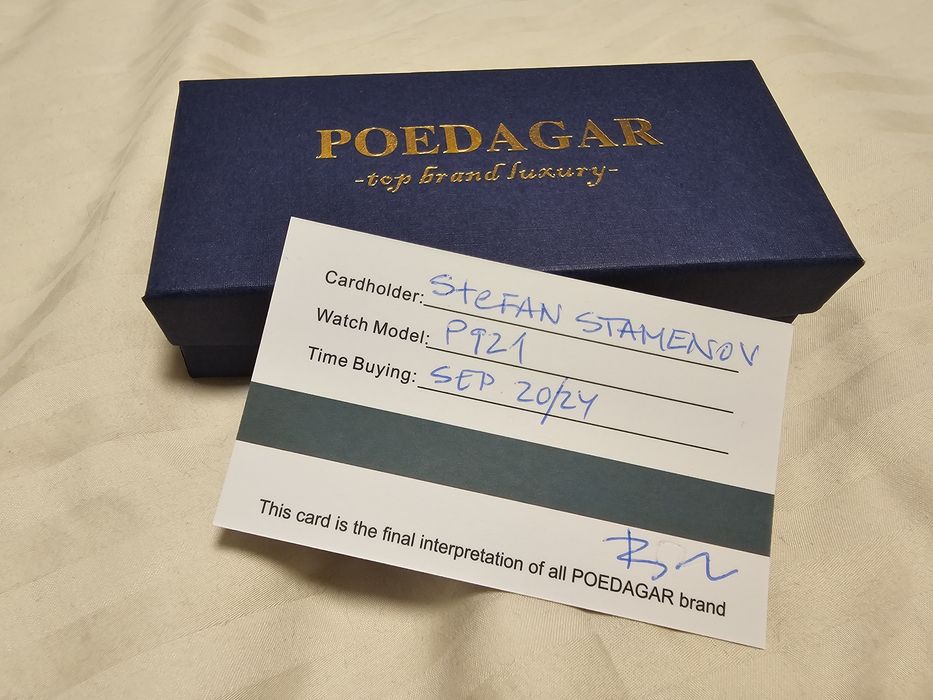 POEDAGAR
-top brand luxury-
Cardholder: STEFAN STAMENOV
Watch Model: P921
Time Buying: SEP 20/24
This card is the final interpretation of all POEDAGAR brand